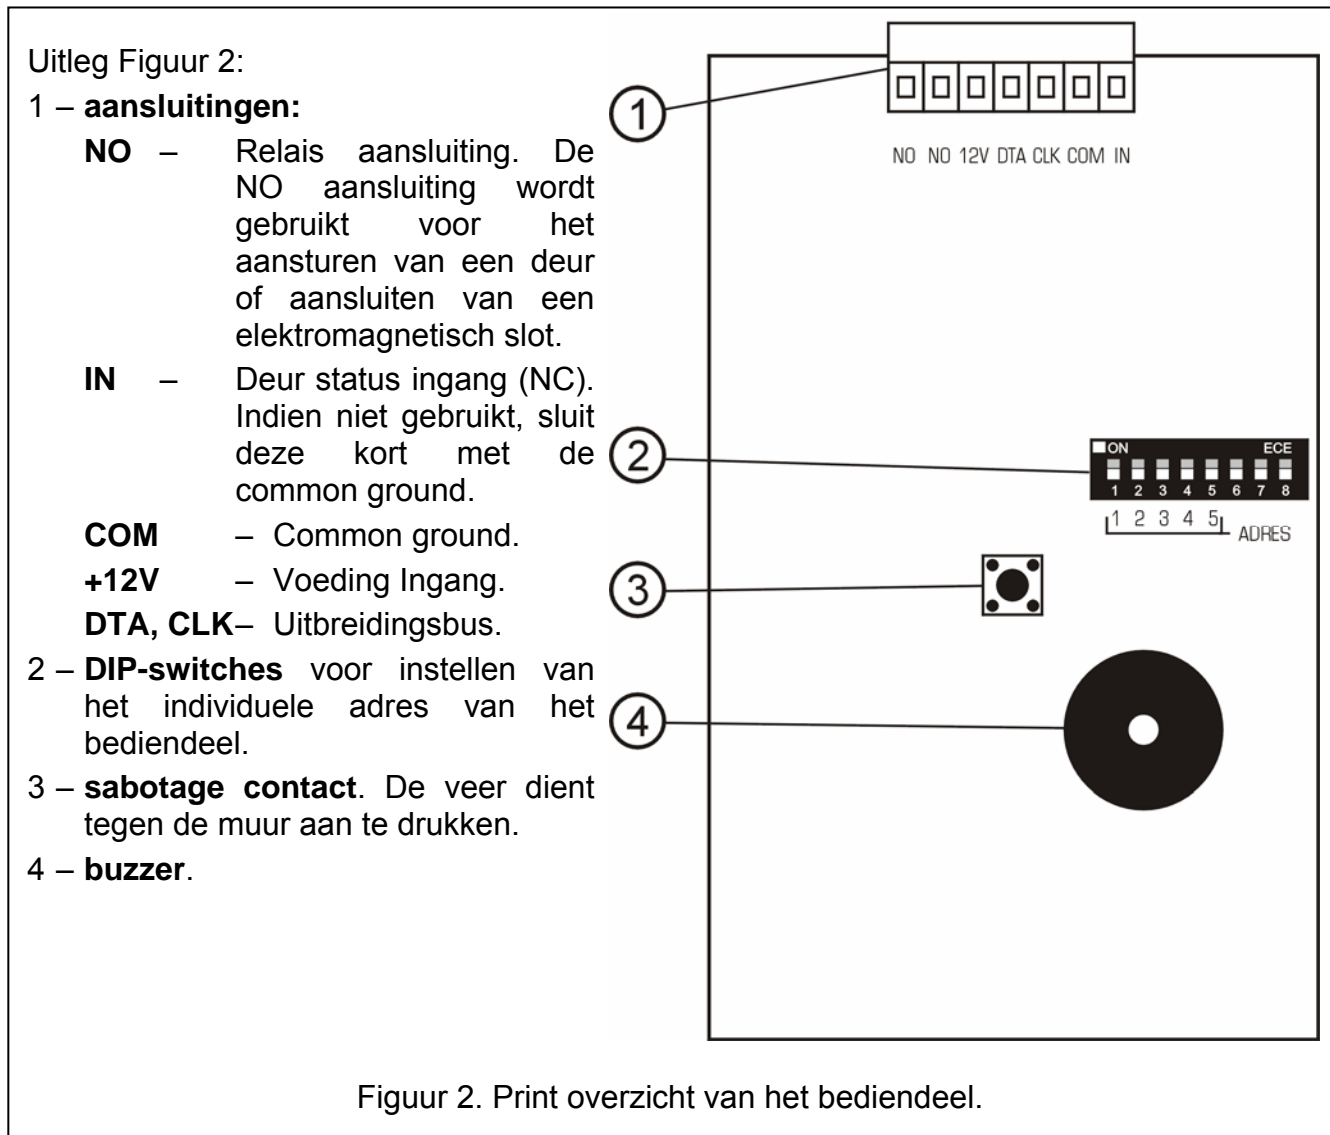 Uitleg Figuur 2:
1 – aansluitingen:
NO – Relais aansluiting. De
NO aansluiting wordt
gebruikt voor het
aansturen van een deur
of aansluiten van een
elektromagnetisch slot.
IN – Deur status ingang (NC).
Indien niet gebruikt, sluit
deze kort met de
common ground.
COM – Common ground.
+12V – Voeding Ingang.
DTA, CLK– Uitbreidingsbus.
2 – DIP-switches voor instellen van
het individuele adres van het
bediendeel.
3 – sabotage contact. De veer dient
tegen de muur aan te drukken.
4 – buzzer.
1
NO NO 12V DTA CLK COM IN
2
ON ECE
1 2 3 4 5 6 7 8
1 2 3 4 5 ADRES
3
4
Figuur 2. Print overzicht van het bediendeel.